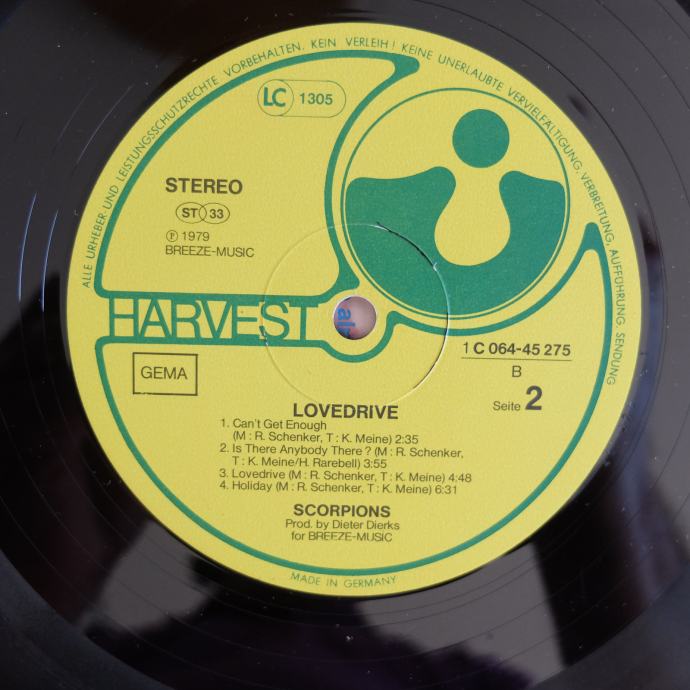 ALLE URHEBER- UND LEISTUNGSSCHUTZRECHTE VORBEHALTEN. KEIN VERLEIH! KEINE UNERLAUBTE VERVIELFÄLTIGUNG, VERBREITUNG, AUFFÜHRUNG, SENDUNG
LC 1305
STEREO
ST 33
Ⓟ 1979
BREEZE-MUSIC
HARVEST
GEMA
1 C 064-45 275
B
Seite 2
LOVEDRIVE
1. Can't Get Enough
(M : R. Schenker, T : K. Meine) 2:35
2. Is There Anybody There ? (M : R. Schenker,
T : K. Meine/H. Rarebell) 3:55
3. Lovedrive (M : R. Schenker, T : K. Meine) 4:48
4. Holiday (M : R. Schenker, T : K. Meine) 6:31
SCORPIONS
Prod. by Dieter Dierks
for BREEZE-MUSIC
MADE IN GERMANY